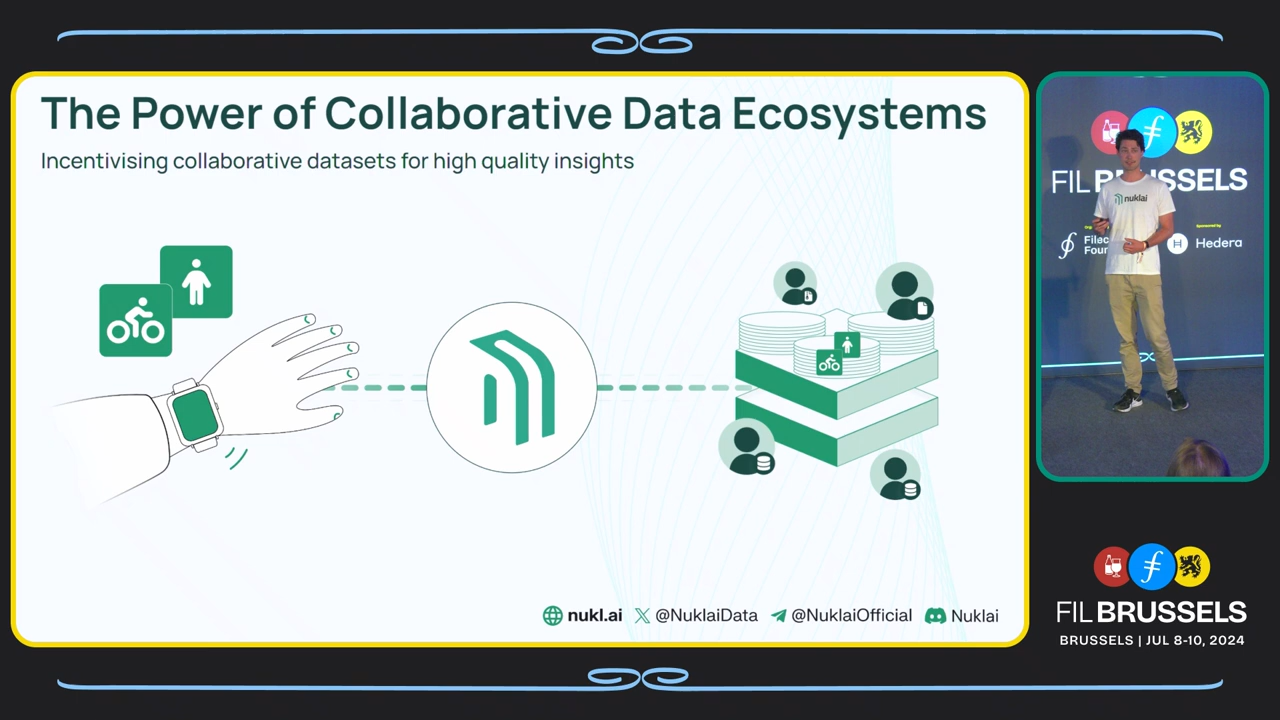 The Power of Collaborative Data Ecosystems
Incentivising collaborative datasets for high quality insights
nukl.ai @NuklaiData @NuklaiOfficial Nuklai
FIL BRUSSELS
nuklai
Hedera
FIL BRUSSELS
BRUSSELS | JUL 8-10, 2024